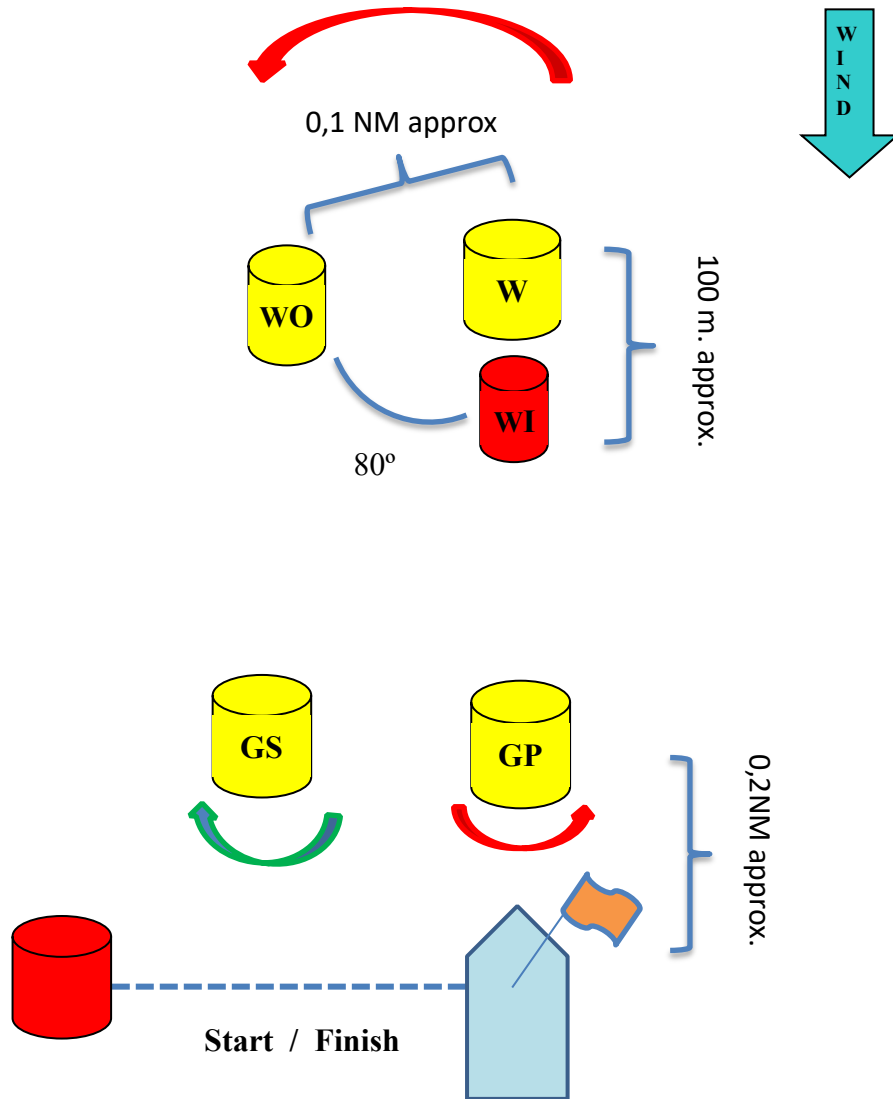 W
I
N
D
0,1 NM approx
W
WO
100 m. approx.
WI
80º
GS
GP
0,2NM approx.
Start / Finish